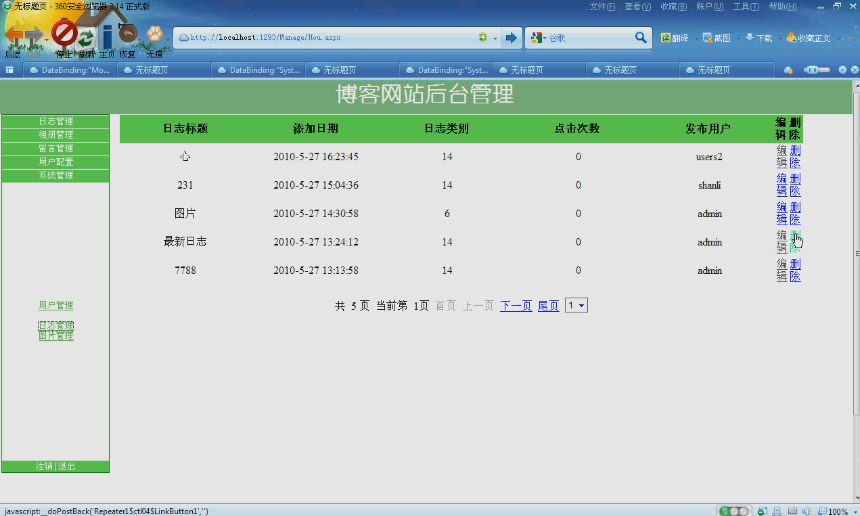 无标题页 - 360安全浏览器 3.14 正式版
文件(F) 查看(V) 收藏(B) 账户(U) 工具(T) 帮助(H)
后退 停止 刷新 主页 恢复 无痕
http://localhost:1293/Manage/Hou.aspx
谷歌
翻译 截图 下载 收藏正文
DataBinding:"Mo... 无标题页 DataBinding:"Syst... 无标题页 DataBinding:"Syst... 无标题页 无标题页 无标题页
博客网站后台管理
日志管理
相册管理
留言管理
用户配置
系统管理
用户管理
日志管理
图片管理
注销|退出
日志标题 添加日期 日志类别 点击次数 发布用户 编辑 删除
心 2010-5-27 16:23:45 14 0 users2 编辑 删除
231 2010-5-27 15:04:36 14 0 shanli 编辑 删除
图片 2010-5-27 14:30:58 6 0 admin 编辑 删除
最新日志 2010-5-27 13:24:12 14 0 admin 编辑 删除
7788 2010-5-27 13:13:58 14 0 admin 编辑 删除
共 5 页 当前第 1页 首页 上一页 下一页 尾页 1
javascript:__doPostBack('Repeater1$ctl04$LinkButton1','')
100%